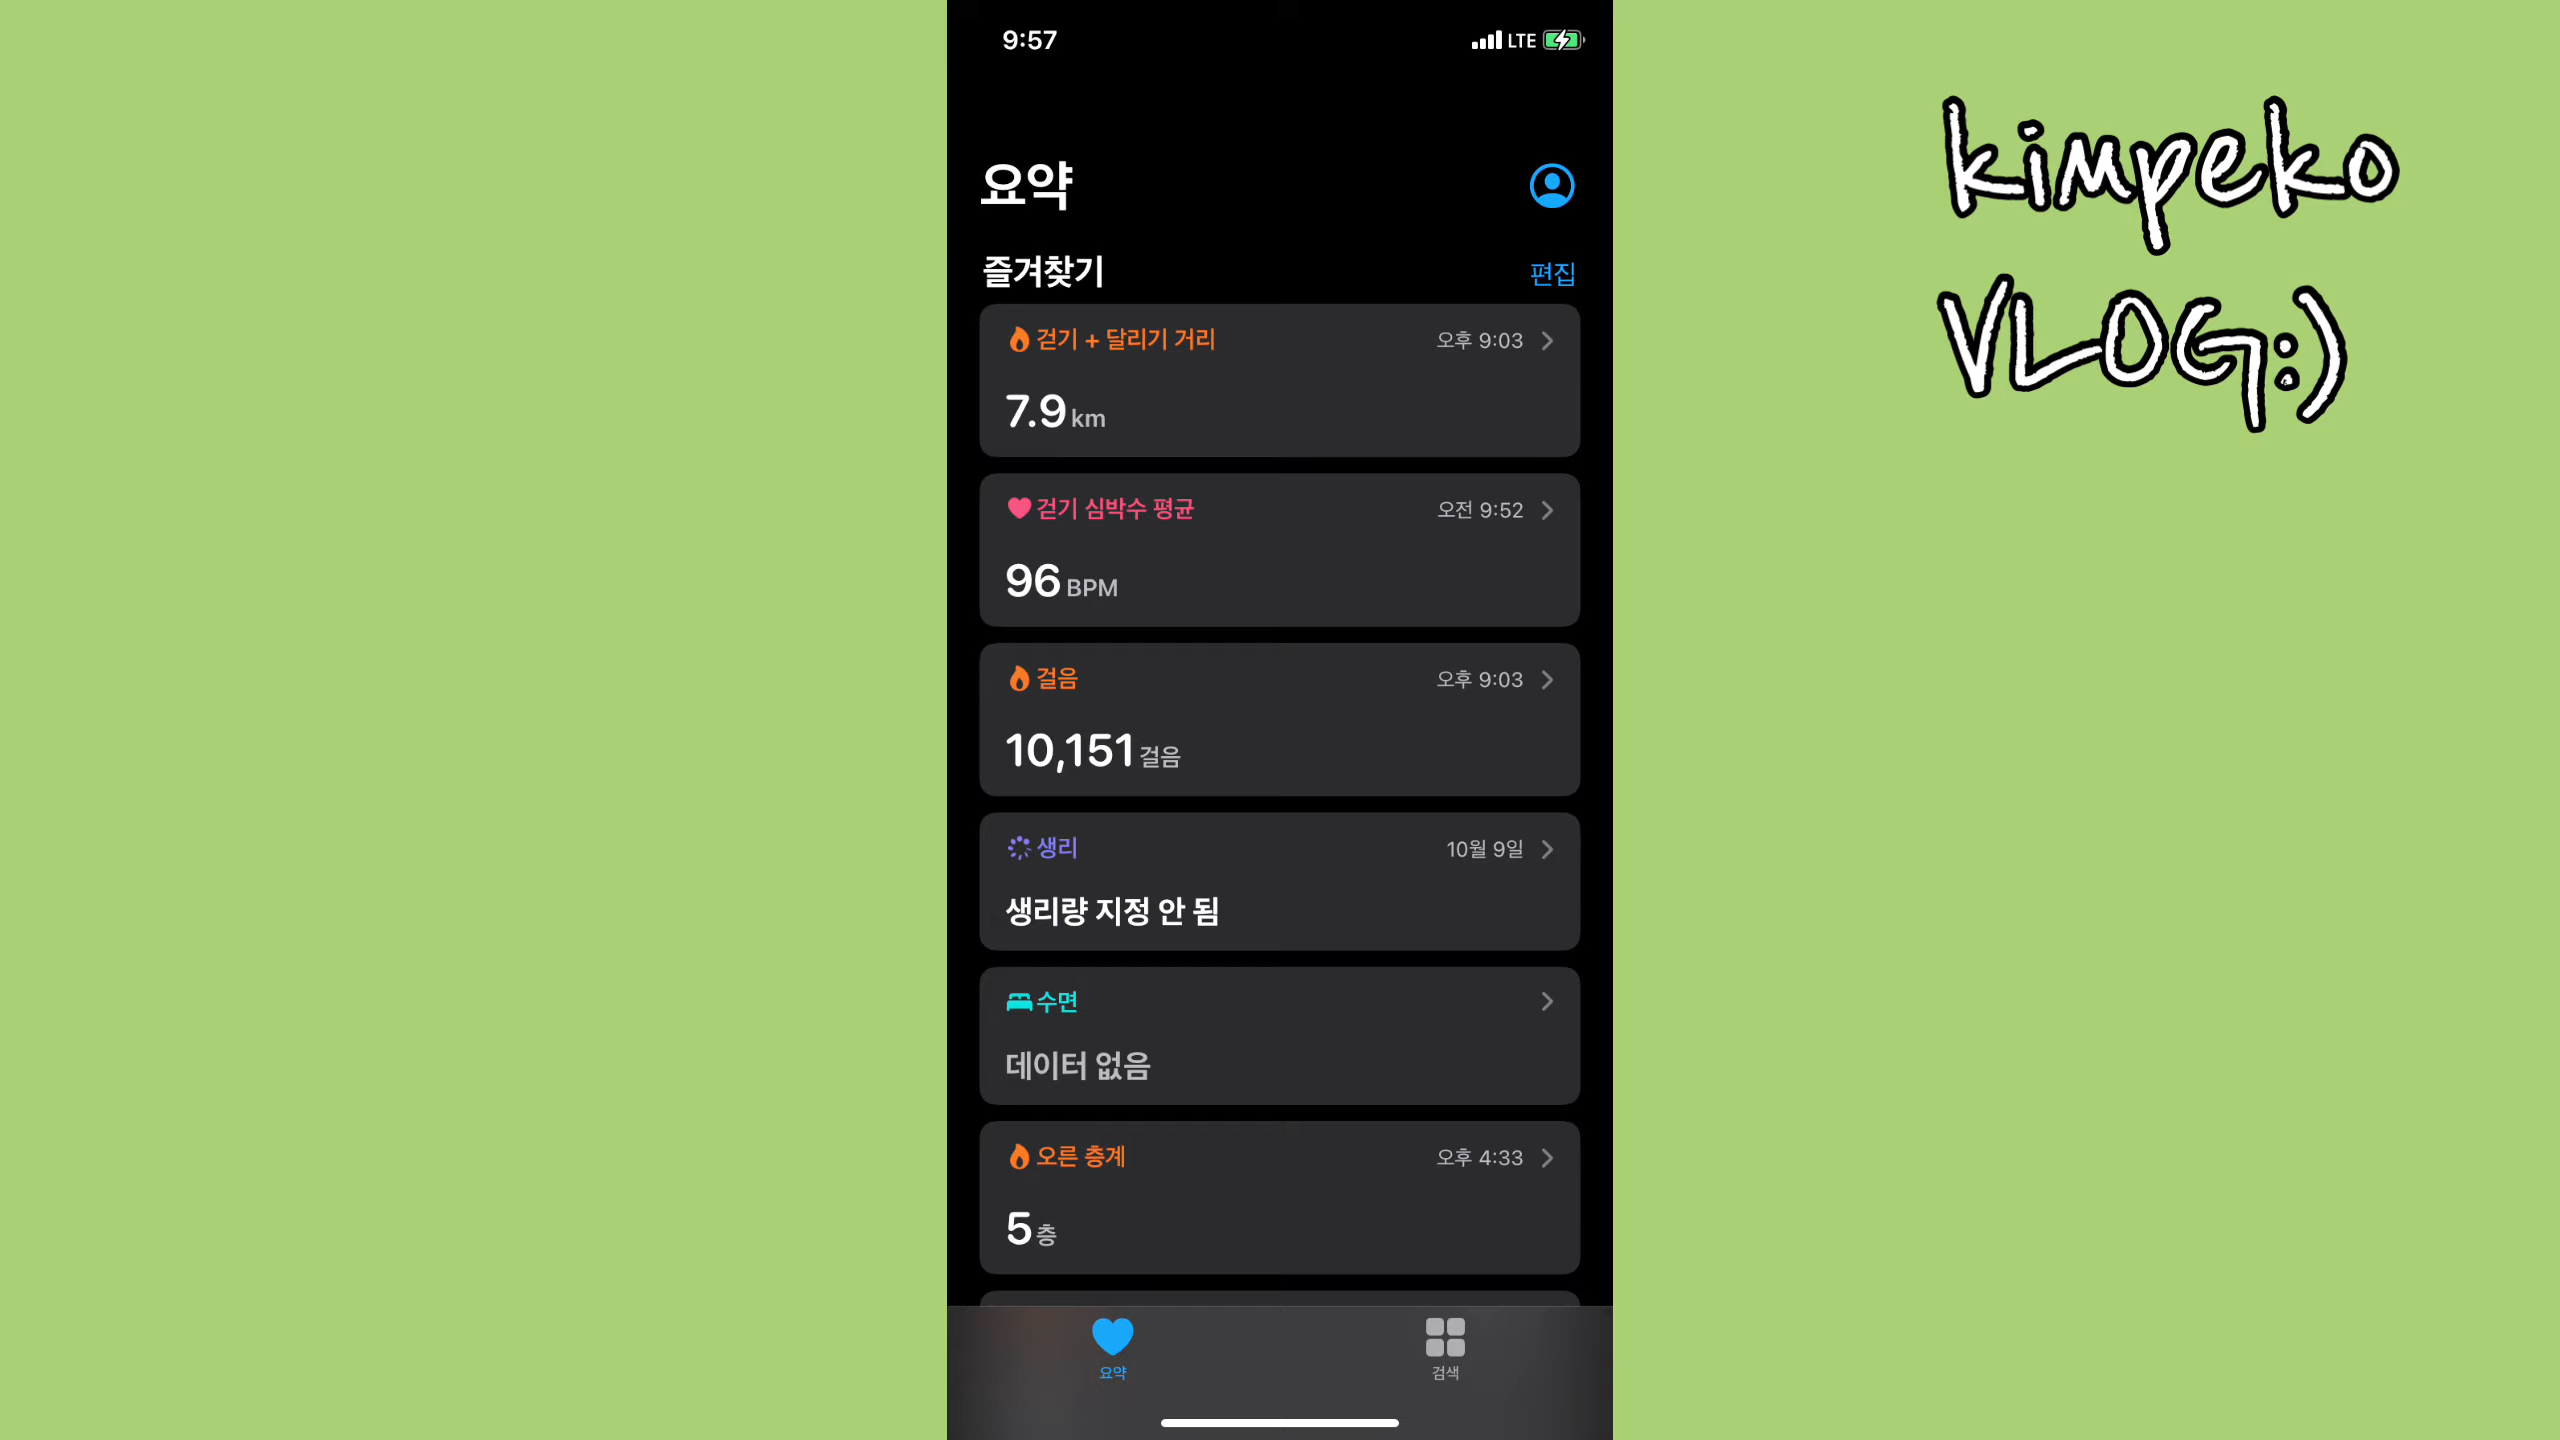 9:57 LTE
kimpeko
VLOG:)
요약
즐겨찾기 편집
걷기 + 달리기 거리 오후 9:03
7.9 km
걷기 심박수 평균 오전 9:52
96 BPM
걸음 오후 9:03
10,151 걸음
생리 10월 9일
생리량 지정 안 됨
수면
데이터 없음
오른 층계 오후 4:33
5 층
요약 검색